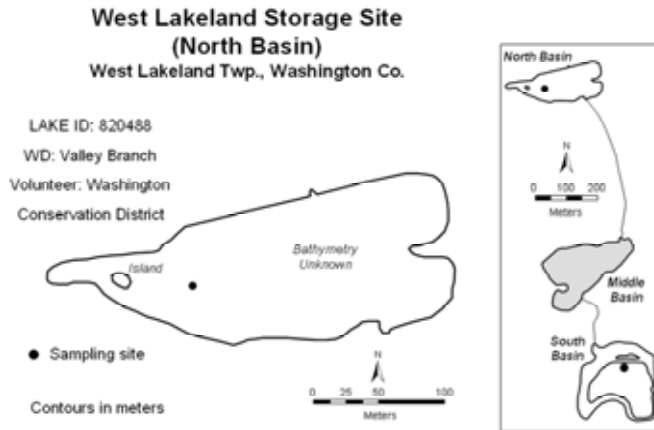 West Lakeland Storage Site
(North Basin)
West Lakeland Twp., Washington Co.
LAKE ID: 820488
WD: Valley Branch
Volunteer: Washington
Conservation District
Island
Bathymetry
Unknown
Sampling site
Contours in meters
N
0 25 50 100
Meters
North Basin
N
0 100 200
Meters
Middle
Basin
South
Basin